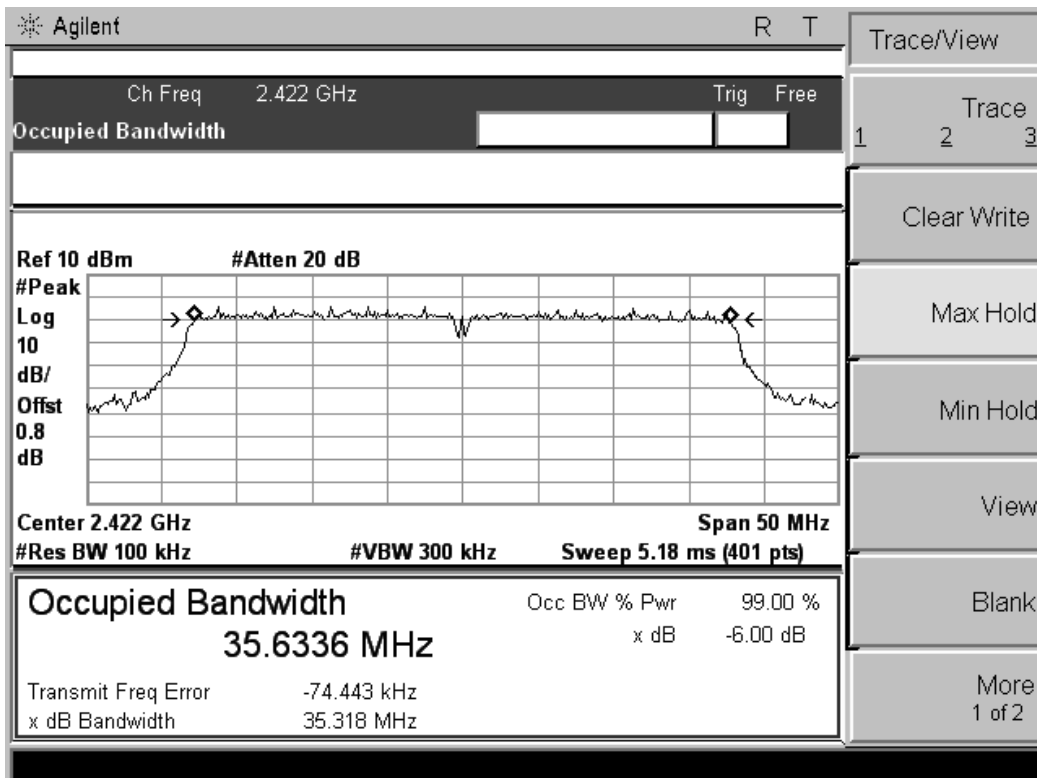 Agilent R T
Trace/View
Ch Freq 2.422 GHz Trig Free
Occupied Bandwidth
Trace
1 2 3
Clear Write
Ref 10 dBm #Atten 20 dB
#Peak
Log
10
dB/
Offst
0.8
dB
Max Hold
Min Hold
Center 2.422 GHz Span 50 MHz
#Res BW 100 kHz #VBW 300 kHz Sweep 5.18 ms (401 pts)
View
Occupied Bandwidth
35.6336 MHz
Occ BW % Pwr 99.00 %
x dB -6.00 dB
Transmit Freq Error -74.443 kHz
x dB Bandwidth 35.318 MHz
Blank
More
1 of 2